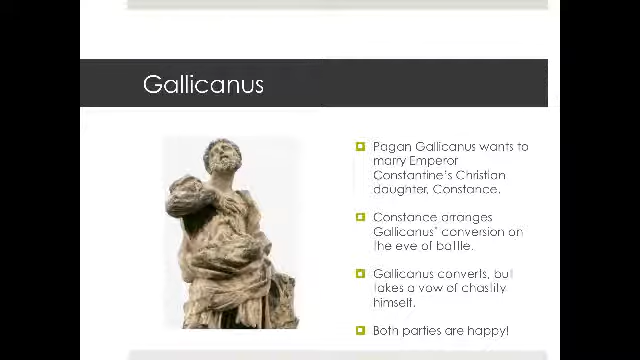 Gallicanus
Pagan Gallicanus wants to
marry Emperor
Constantine's Christian
daughter, Constance.
Constance arranges
Gallicanus' conversion on
the eve of battle.
Gallicanus converts, but
takes a vow of chastity
himself.
Both parties are happy!